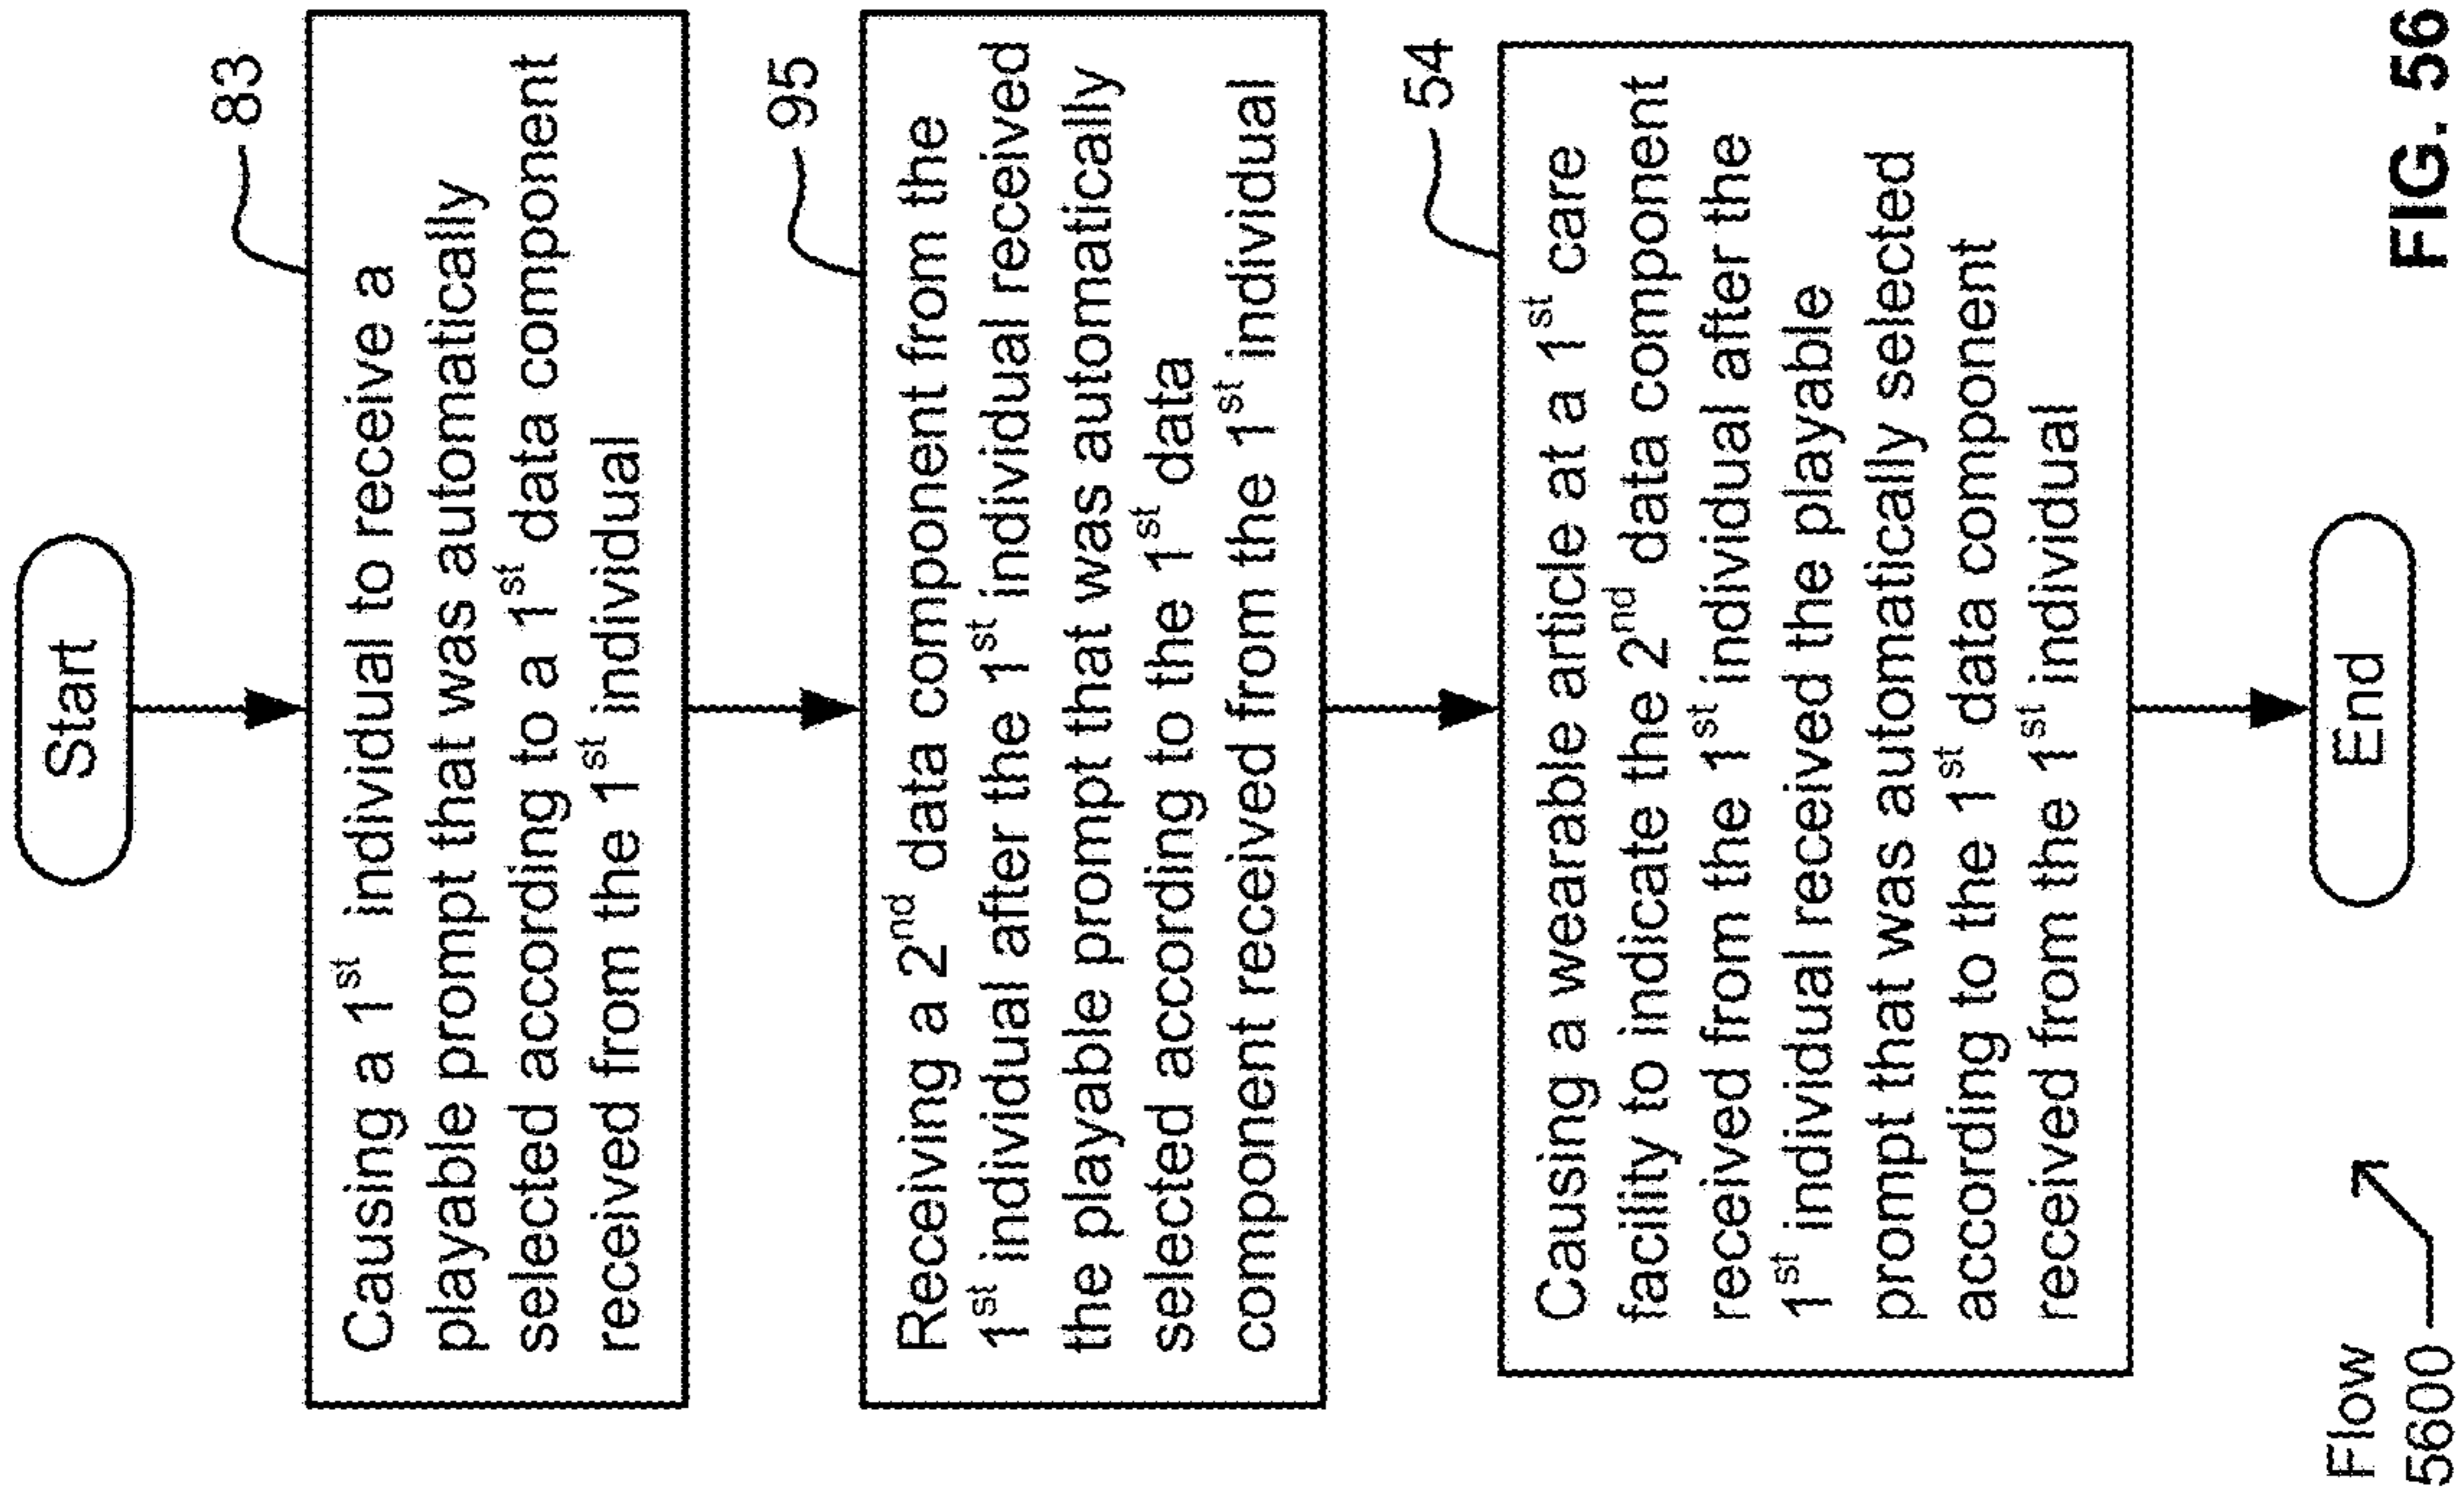 Start
83
Causing a 1st individual to receive a
playable prompt that was automatically
selected according to a 1st data component
received from the 1st individual
95
Receiving a 2nd data component from the
1st individual after the 1st individual received
the playable prompt that was automatically
selected according to the 1st data
component received from the 1st individual
54
Causing a wearable article at a 1st care
facility to indicate the 2nd data component
received from the 1st individual after the
1st individual received the playable
prompt that was automatically selected
according to the 1st data component
received from the 1st individual
End
Flow
5600
FIG. 56